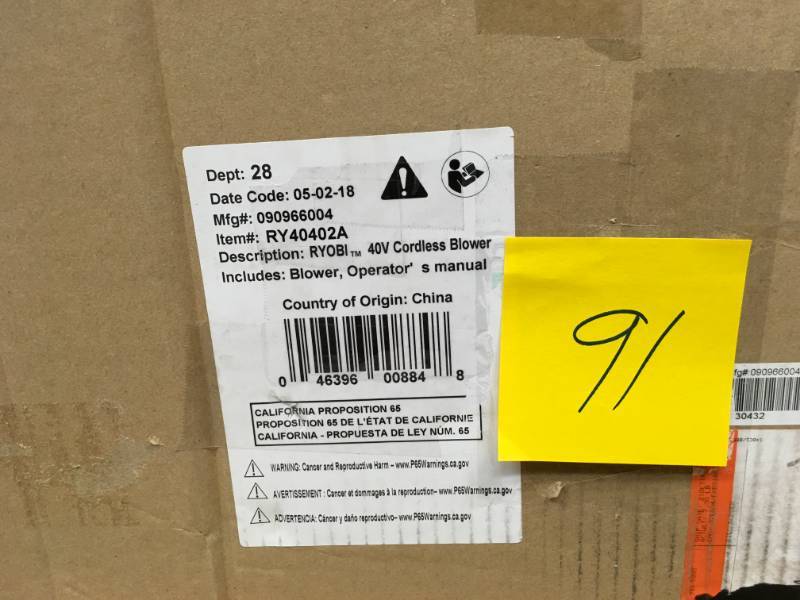 Dept: 28
Date Code: 05-02-18
Mfg#: 090966004
Item#: RY40402A
Description: RYOBI™ 40V Cordless Blower
Includes: Blower, Operator' s manual
Country of Origin: China
0 46396 00884 8
CALIFORNIA PROPOSITION 65
PROPOSITION 65 DE L'ÉTAT DE CALIFORNIE
CALIFORNIA - PROPUESTA DE LEY NÚM. 65
WARNING: Cancer and Reproductive Harm – www.P65Warnings.ca.gov
AVERTISSEMENT : Cancer et dommages à la reproduction– www.P65Warnings.ca.gov
ADVERTENCIA: Cáncer y daño reproductivo– www.P65Warnings.ca.gov
91
fg# 090966004
30432